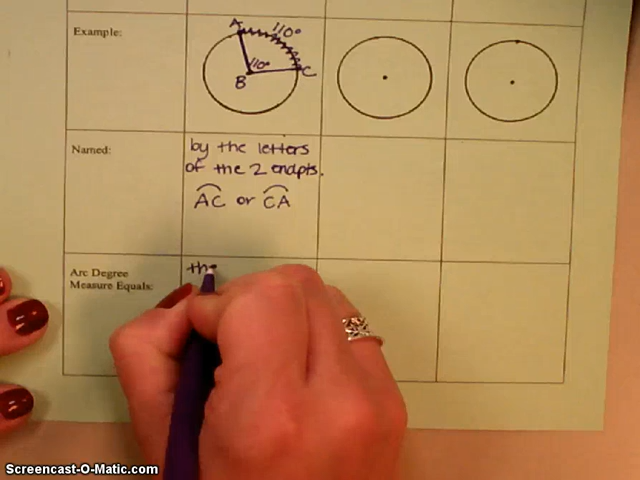 Example:
A
110°
110°
B
C
Named:
by the letters
of the 2 endpts.
AC or CA
Arc Degree
Measure Equals:
the
Screencast-O-Matic.com